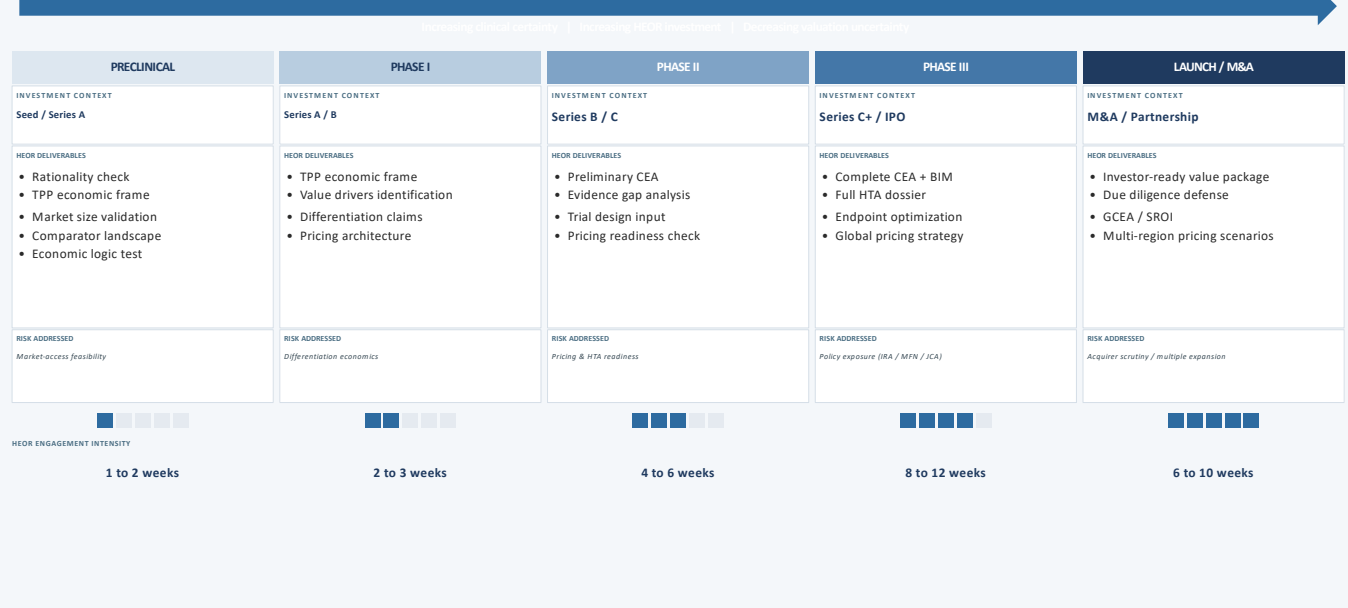 Increasing clinical certainty | Increasing HEOR investment | Decreasing valuation uncertainty
PRECLINICAL
PHASE I
PHASE II
PHASE III
LAUNCH / M&A
INVESTMENT CONTEXT
Seed / Series A
INVESTMENT CONTEXT
Series A / B
INVESTMENT CONTEXT
Series B / C
INVESTMENT CONTEXT
Series C+ / IPO
INVESTMENT CONTEXT
M&A / Partnership
HEOR DELIVERABLES
• Rationality check
• TPP economic frame
• Market size validation
• Comparator landscape
• Economic logic test
HEOR DELIVERABLES
• TPP economic frame
• Value drivers identification
• Differentiation claims
• Pricing architecture
HEOR DELIVERABLES
• Preliminary CEA
• Evidence gap analysis
• Trial design input
• Pricing readiness check
HEOR DELIVERABLES
• Complete CEA + BIM
• Full HTA dossier
• Endpoint optimization
• Global pricing strategy
HEOR DELIVERABLES
• Investor-ready value package
• Due diligence defense
• GCEA / SROI
• Multi-region pricing scenarios
RISK ADDRESSED
Market-access feasibility
RISK ADDRESSED
Differentiation economics
RISK ADDRESSED
Pricing & HTA readiness
RISK ADDRESSED
Policy exposure (IRA / MFN / JCA)
RISK ADDRESSED
Acquirer scrutiny / multiple expansion
HEOR ENGAGEMENT INTENSITY
1 to 2 weeks
2 to 3 weeks
4 to 6 weeks
8 to 12 weeks
6 to 10 weeks